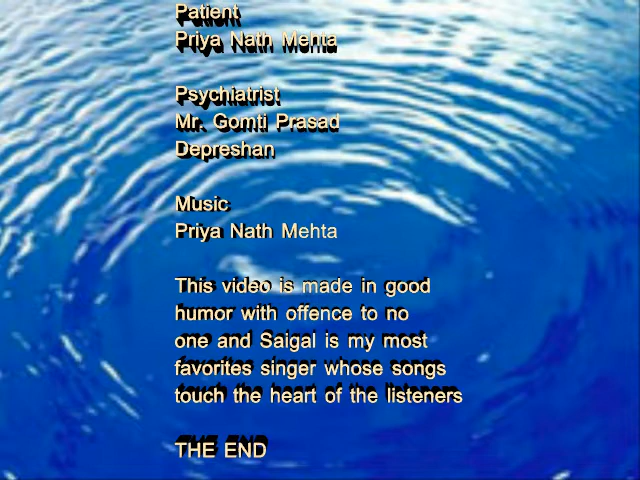 Patient
Priya Nath Mehta
Psychiatrist
Mr. Gomti Prasad
Depreshan
Music
Priya Nath Mehta
This video is made in good
humor with offence to no
one and Saigal is my most
favorites singer whose songs
touch the heart of the listeners
THE END